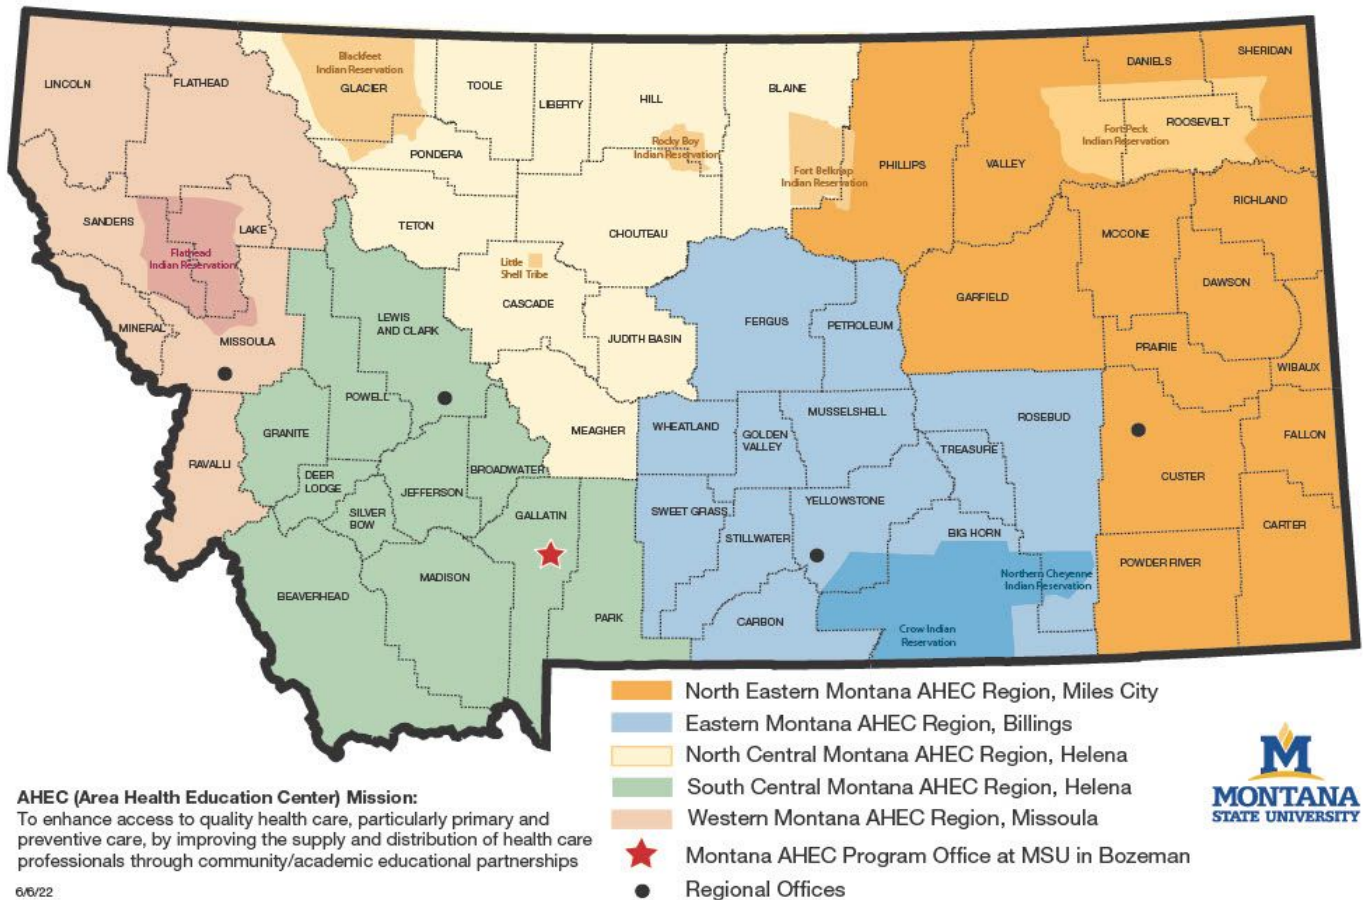 Blackfeet
Indian Reservation
GLACIER
LINCOLN
FLATHEAD
TOOLE
LIBERTY
HILL
BLAINE
DANIELS
SHERIDAN
ROOSEVELT
Fort Peck
Indian Reservation
Rocky Boy
Indian Reservation
PONDERA
PHILLIPS
VALLEY
Fort Belknap
Indian Reservation
SANDERS
LAKE
TETON
CHOUTEAU
RICHLAND
MCCONE
Flathead
Indian Reservation
Little
Shell Tribe
CASCADE
GARFIELD
DAWSON
MINERAL
MISSOULA
LEWIS
AND CLARK
JUDITH BASIN
FERGUS
PETROLEUM
PRAIRIE
WIBAUX
POWELL
GRANITE
MEAGHER
WHEATLAND
GOLDEN
VALLEY
MUSSELSHELL
ROSEBUD
TREASURE
FALLON
RAVALLI
DEER
LODGE
JEFFERSON
BROADWATER
CUSTER
SILVER
BOW
GALLATIN
SWEET GRASS
STILLWATER
YELLOWSTONE
BIG HORN
CARTER
BEAVERHEAD
MADISON
PARK
CARBON
Northern Cheyenne
Indian Reservation
POWDER RIVER
Crow Indian
Reservation
North Eastern Montana AHEC Region, Miles City
Eastern Montana AHEC Region, Billings
North Central Montana AHEC Region, Helena
South Central Montana AHEC Region, Helena
Western Montana AHEC Region, Missoula
Montana AHEC Program Office at MSU in Bozeman
Regional Offices
AHEC (Area Health Education Center) Mission:
To enhance access to quality health care, particularly primary and
preventive care, by improving the supply and distribution of health care
professionals through community/academic educational partnerships
6/6/22
M
MONTANA
STATE UNIVERSITY